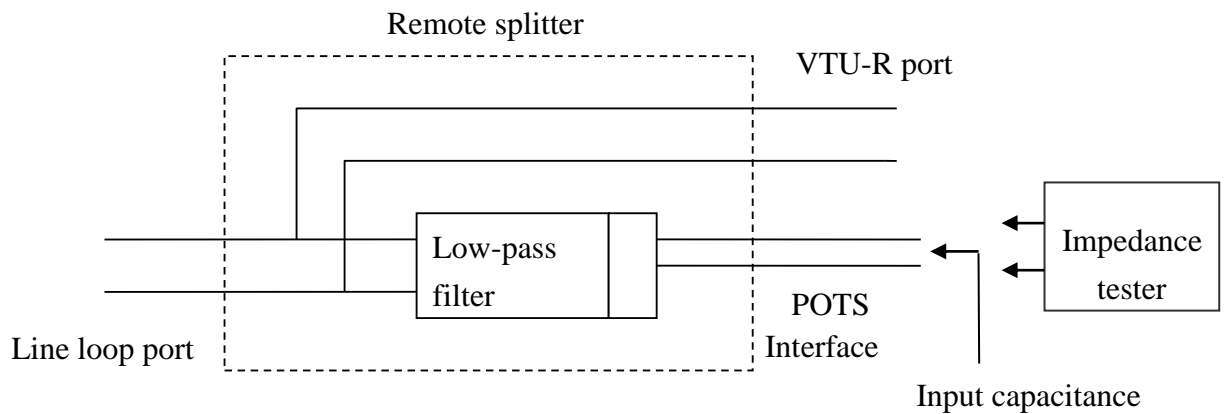 Remote splitter
VTU-R port
Low-pass
filter
Impedance
tester
POTS
Interface
Line loop port
Input capacitance